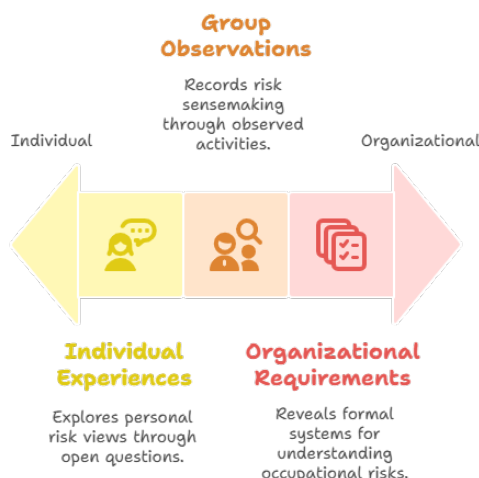 Group
Observations
Records risk
sensemaking
through observed
activities.
Individual
Organizational
Individual
Experiences
Explores personal
risk views through
open questions.
Organizational
Requirements
Reveals formal
systems for
understanding
occupational risks.